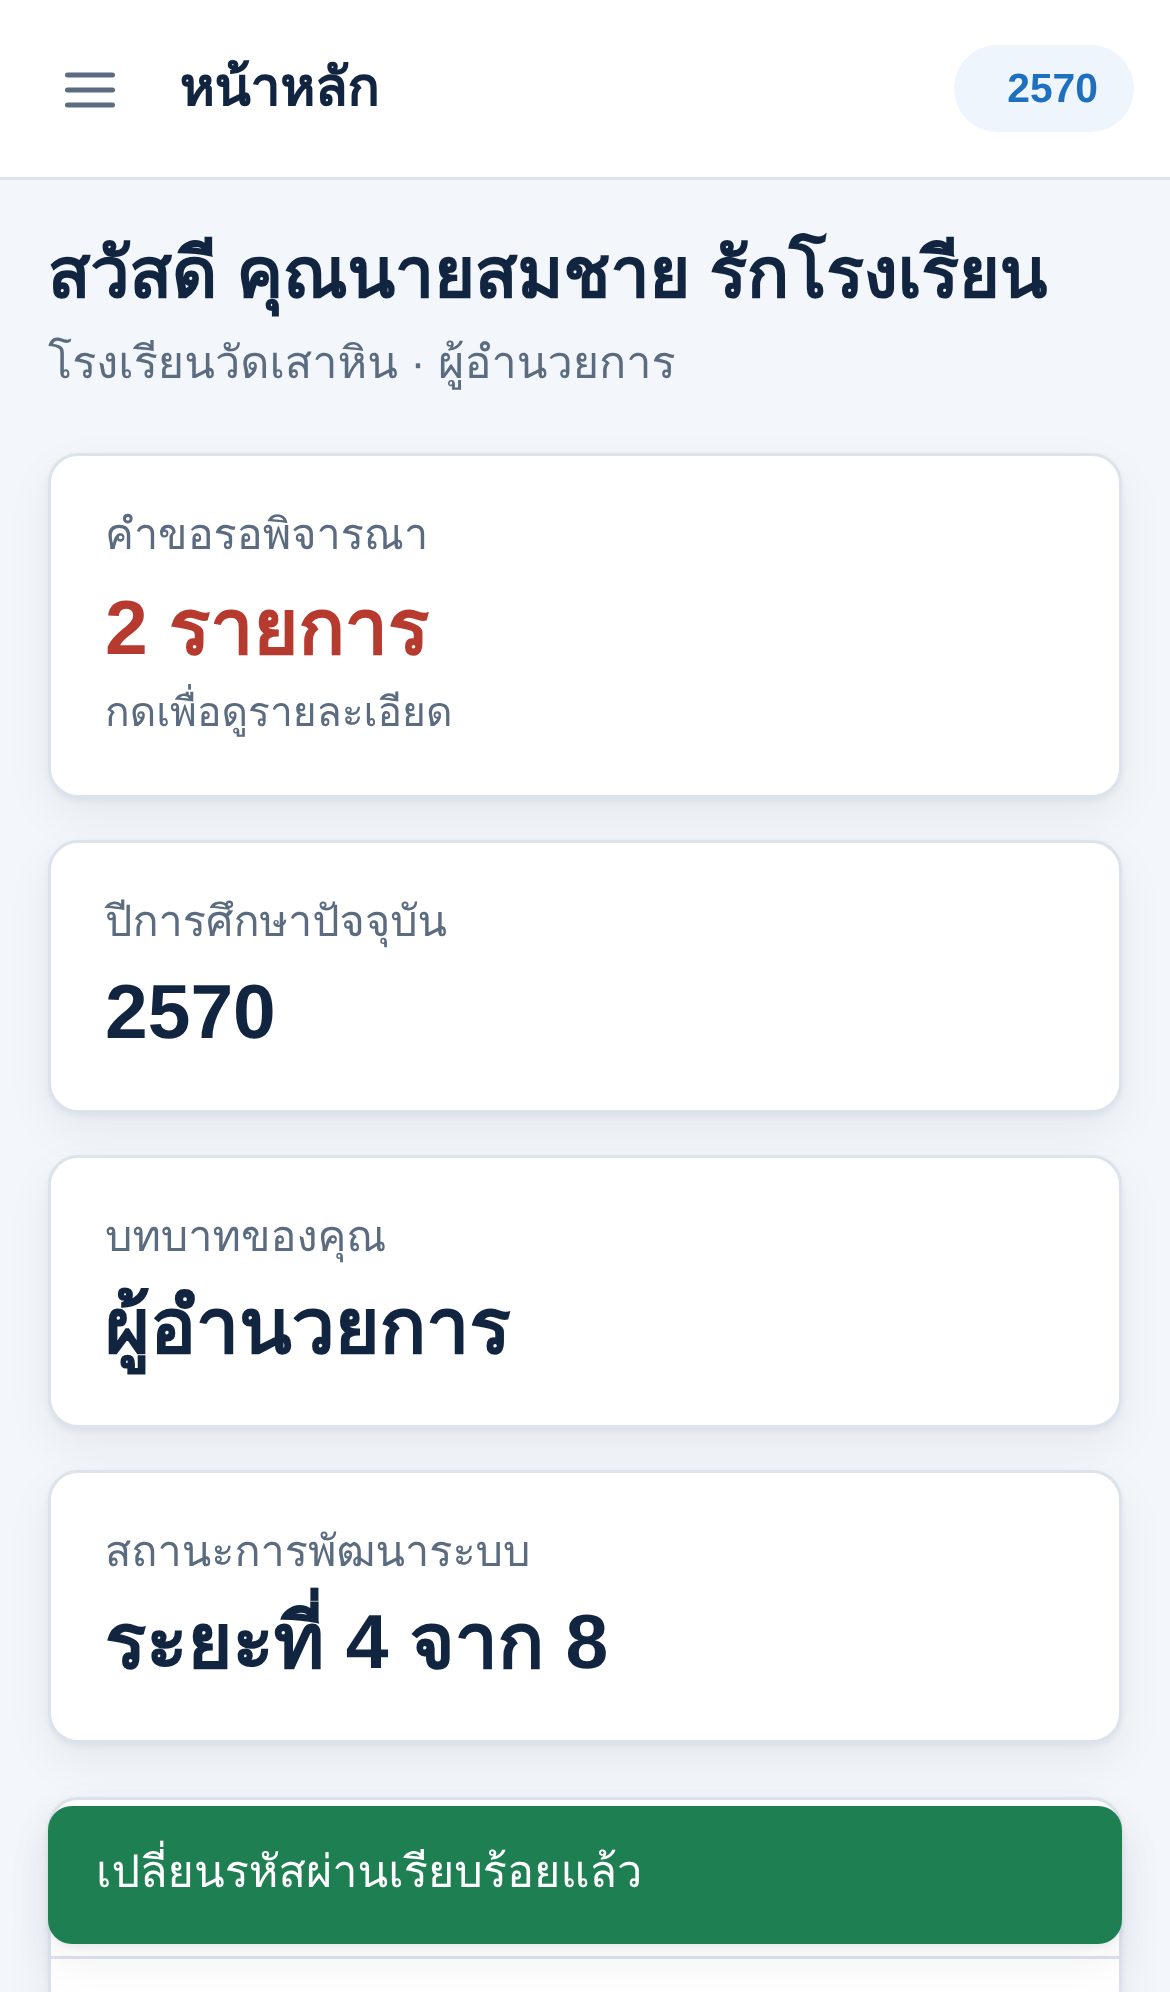 หน้าหลัก
2570
สวัสดี คุณนายสมชาย รักโรงเรียน
โรงเรียนวัดเสาหิน · ผู้อำนวยการ
คำขอรอพิจารณา
2 รายการ
กดเพื่อดูรายละเอียด
ปีการศึกษาปัจจุบัน
2570
บทบาทของคุณ
ผู้อำนวยการ
สถานะการพัฒนาระบบ
ระยะที่ 4 จาก 8
เปลี่ยนรหัสผ่านเรียบร้อยแล้ว